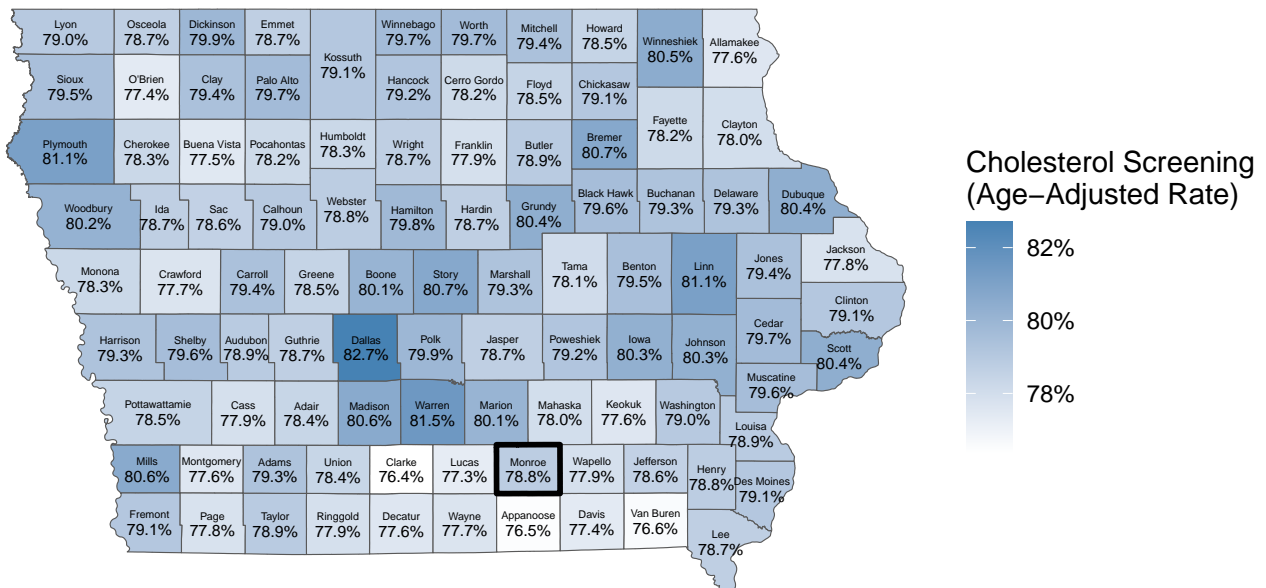 Lyon
79.0%
Osceola
78.7%
Dickinson
79.9%
Emmet
78.7%
Kossuth
79.1%
Winnebago
79.7%
Worth
79.7%
Mitchell
79.4%
Howard
78.5%
Winneshiek
80.5%
Allamakee
77.6%
Sioux
79.5%
O'Brien
77.4%
Clay
79.4%
Palo Alto
79.7%
Hancock
79.2%
Cerro Gordo
78.2%
Floyd
78.5%
Chickasaw
79.1%
Fayette
78.2%
Clayton
78.0%
Plymouth
81.1%
Cherokee
78.3%
Buena Vista
77.5%
Pocahontas
78.2%
Humboldt
78.3%
Wright
78.7%
Franklin
77.9%
Butler
78.9%
Bremer
80.7%
Woodbury
80.2%
Ida
78.7%
Sac
78.6%
Calhoun
79.0%
Webster
78.8%
Hamilton
79.8%
Hardin
78.7%
Grundy
80.4%
Black Hawk
79.6%
Buchanan
79.3%
Delaware
79.3%
Dubuque
80.4%
Monona
78.3%
Crawford
77.7%
Carroll
79.4%
Greene
78.5%
Boone
80.1%
Story
80.7%
Marshall
79.3%
Tama
78.1%
Benton
79.5%
Linn
81.1%
Jones
79.4%
Jackson
77.8%
Clinton
79.1%
Harrison
79.3%
Shelby
79.6%
Audubon
78.9%
Guthrie
78.7%
Dallas
82.7%
Polk
79.9%
Jasper
78.7%
Poweshiek
79.2%
Iowa
80.3%
Johnson
80.3%
Cedar
79.7%
Scott
80.4%
Muscatine
79.6%
Pottawattamie
78.5%
Cass
77.9%
Adair
78.4%
Madison
80.6%
Warren
81.5%
Marion
80.1%
Mahaska
78.0%
Keokuk
77.6%
Washington
79.0%
Louisa
78.9%
Mills
80.6%
Montgomery
77.6%
Adams
79.3%
Union
78.4%
Clarke
76.4%
Lucas
77.3%
Monroe
78.8%
Wapello
77.9%
Jefferson
78.6%
Henry
78.8%
Des Moines
79.1%
Fremont
79.1%
Page
77.8%
Taylor
78.9%
Ringgold
77.9%
Decatur
77.6%
Wayne
77.7%
Appanoose
76.5%
Davis
77.4%
Van Buren
76.6%
Lee
78.7%
Cholesterol Screening
(Age−Adjusted Rate)
82%
80%
78%